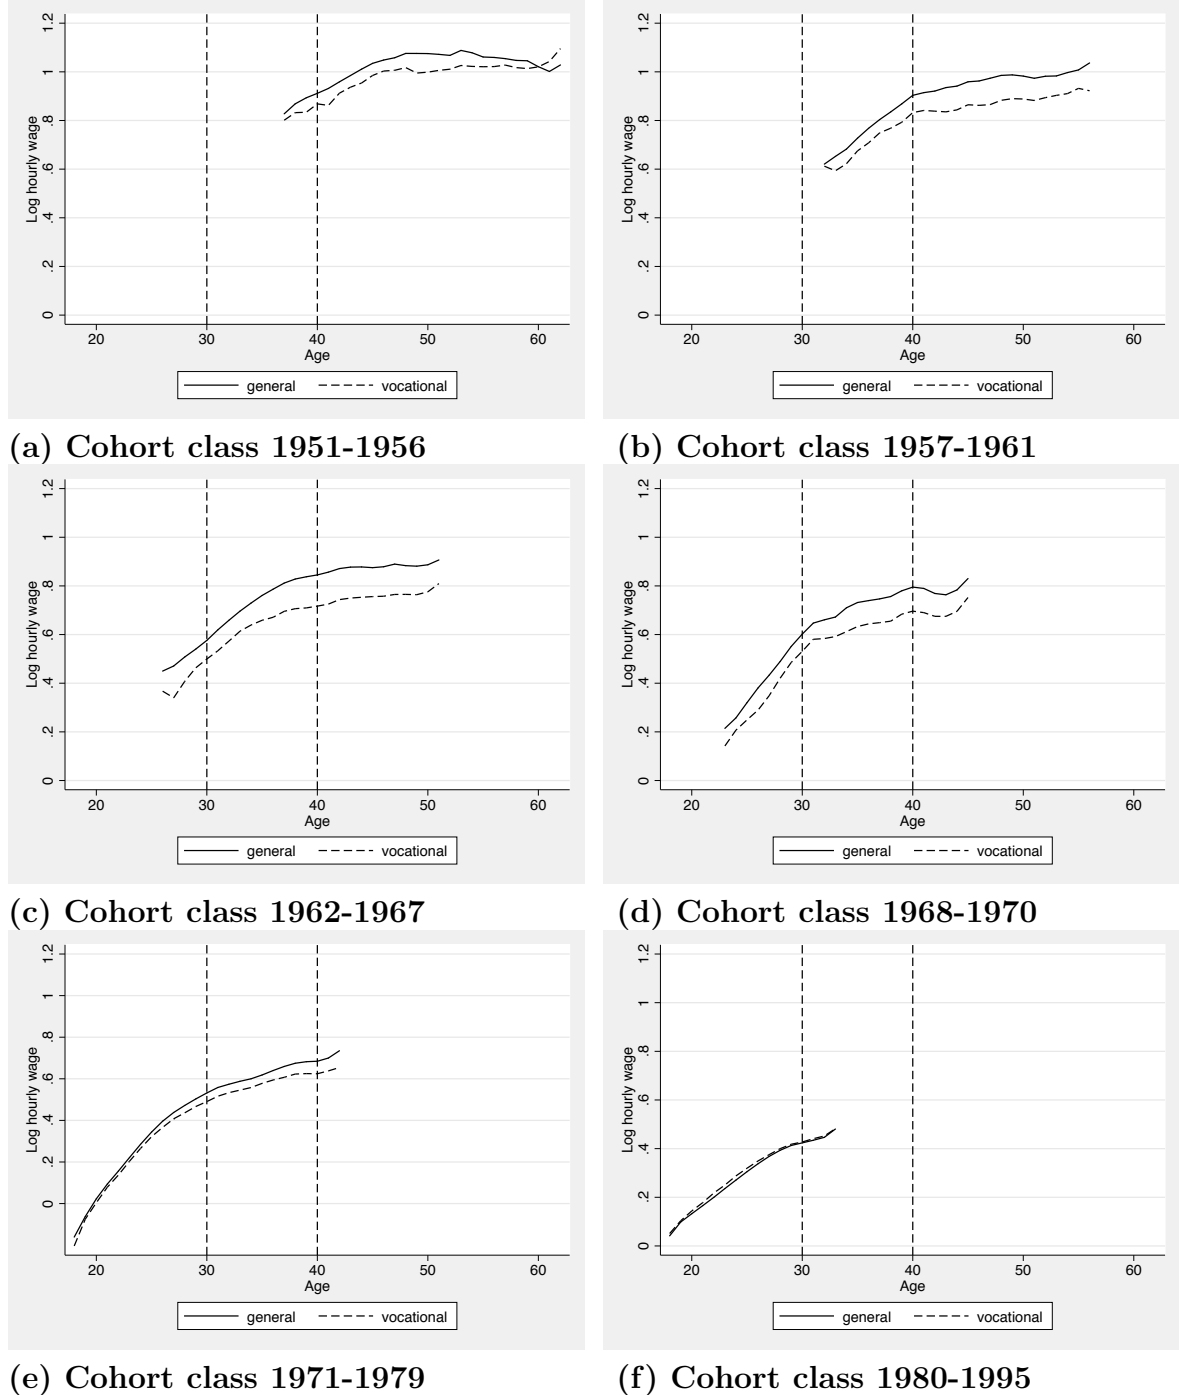 1.2
1
.8
.6
.4
.2
0
Log hourly wage
20 30 40 50 60
Age
general vocational
(a) Cohort class 1951-1956
1.2
1
.8
.6
.4
.2
0
Log hourly wage
20 30 40 50 60
Age
general vocational
(b) Cohort class 1957-1961
1.2
1
.8
.6
.4
.2
0
Log hourly wage
20 30 40 50 60
Age
general vocational
(c) Cohort class 1962-1967
1.2
1
.8
.6
.4
.2
0
Log hourly wage
20 30 40 50 60
Age
general vocational
(d) Cohort class 1968-1970
1.2
1
.8
.6
.4
.2
0
Log hourly wage
20 30 40 50 60
Age
general vocational
(e) Cohort class 1971-1979
1.2
1
.8
.6
.4
.2
0
Log hourly wage
20 30 40 50 60
Age
general vocational
(f) Cohort class 1980-1995